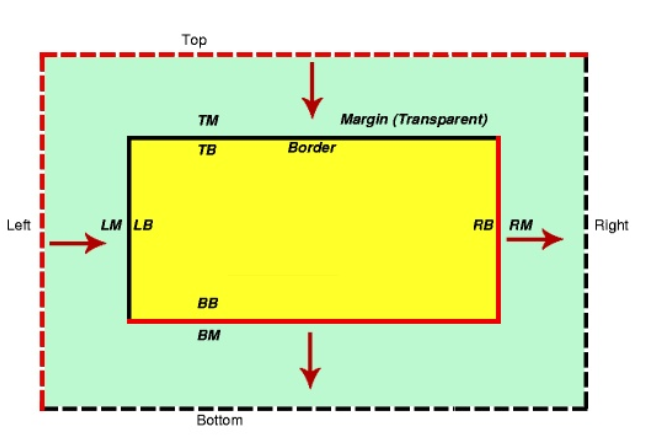 Top
TM Margin (Transparent)
TB Border
Left LM LB RB RM Right
BB
BM
Bottom